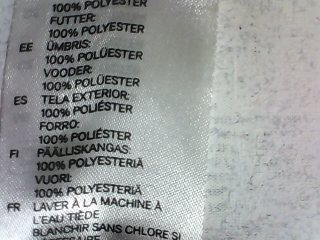 100% POLYESTER
FUTTER:
100% POLYESTER
EE ÜMBRIS:
100% POLÜESTER
VOODER:
100% POLÜESTER
ES TELA EXTERIOR:
100% POLIÉSTER
FORRO:
100% POLIÉSTER
FI PÄÄLLISKANGAS:
100% POLYESTERIÄ
VUORI:
100% POLYESTERIÄ
FR LAVER À LA MACHINE À
L'EAU TIÈDE
BLANCHIR SANS CHLORE SI